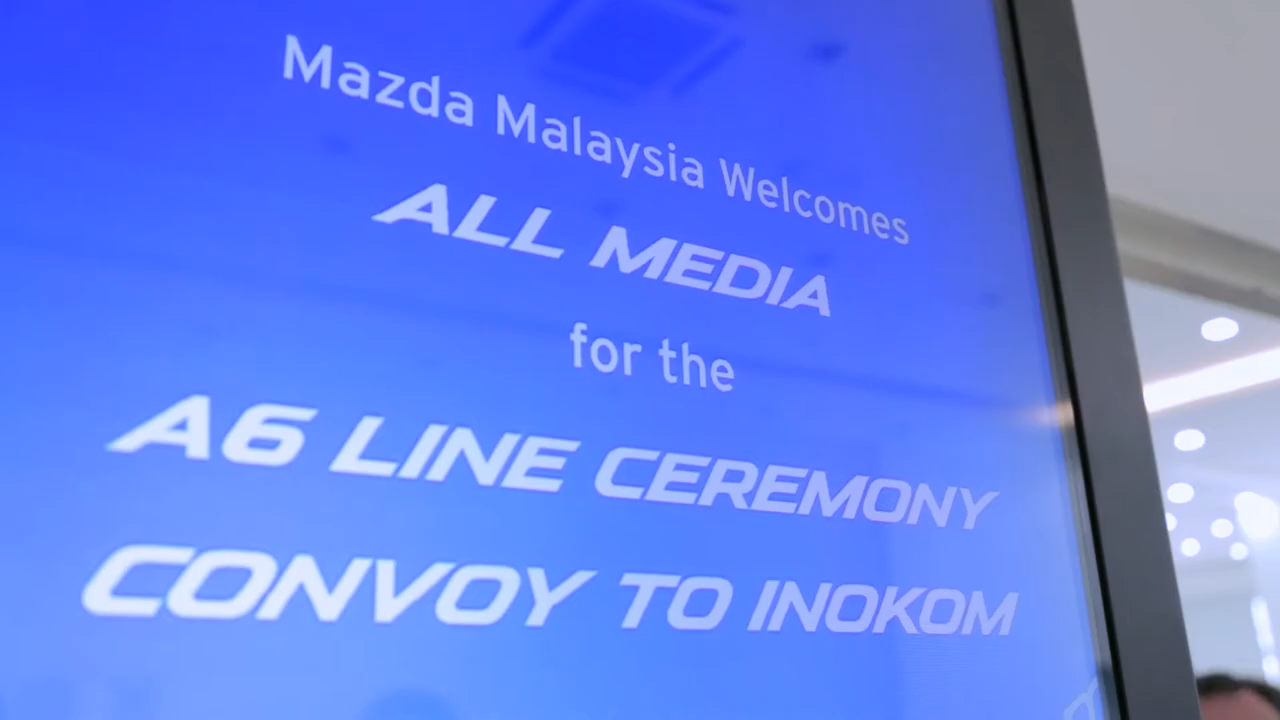 Mazda Malaysia Welcomes
ALL MEDIA
for the
A6 LINE CEREMONY
CONVOY TO INOKOM